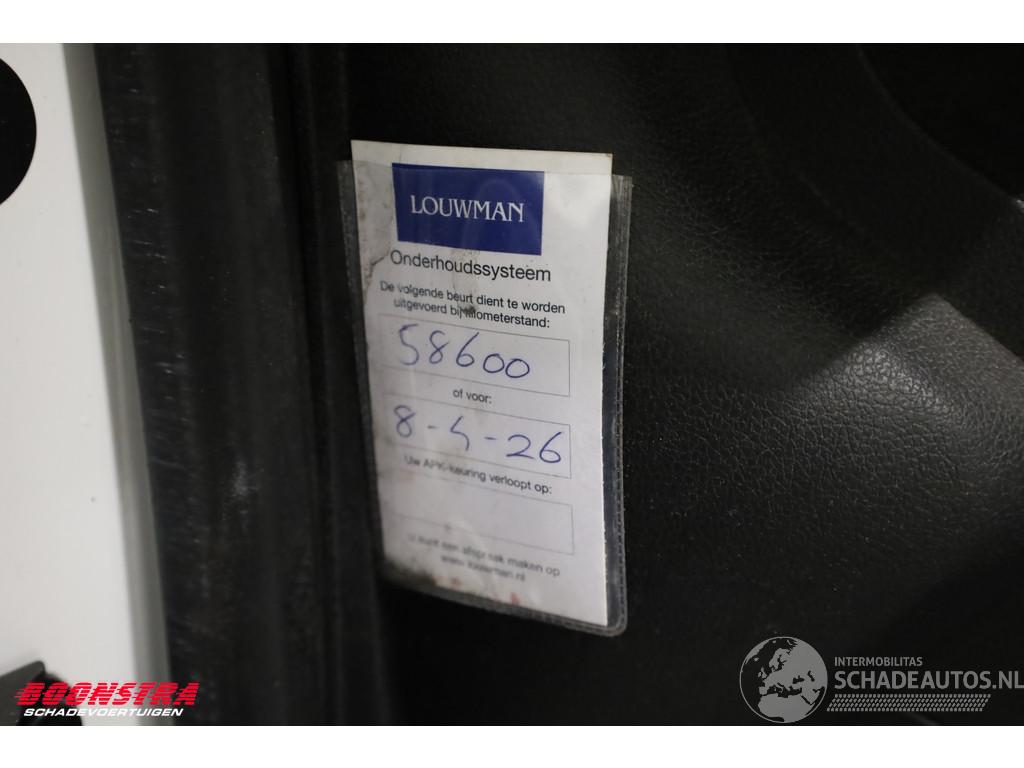 LOUWMAN
Onderhoudssysteem
De volgende beurt dient te worden
uitgevoerd bij kilometerstand:
58600
of voor:
8-4-26
Uw APK-keuring verloopt op:
U kunt een afspraak maken op
www.louwman.nl
BOONSTRA
SCHADEVOERTUIGEN
INTERMOBILITAS
SCHADEAUTOS.NL